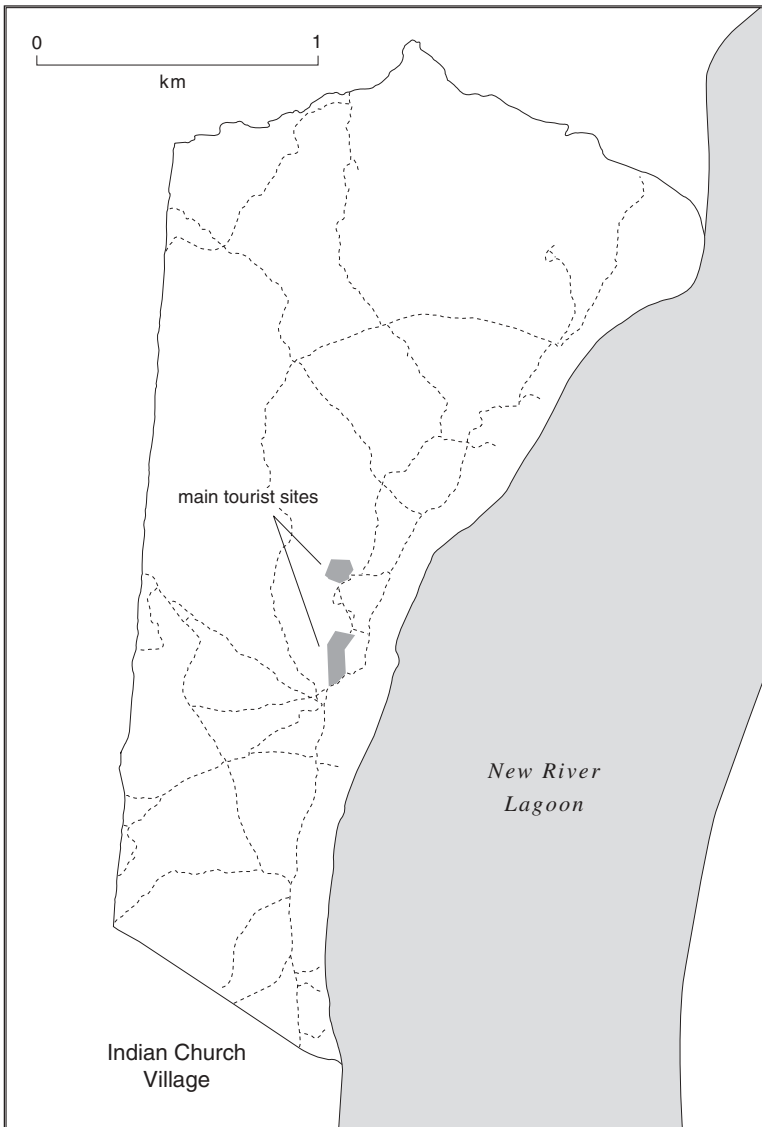 0 1
km
main tourist sites
New River
Lagoon
Indian Church
Village